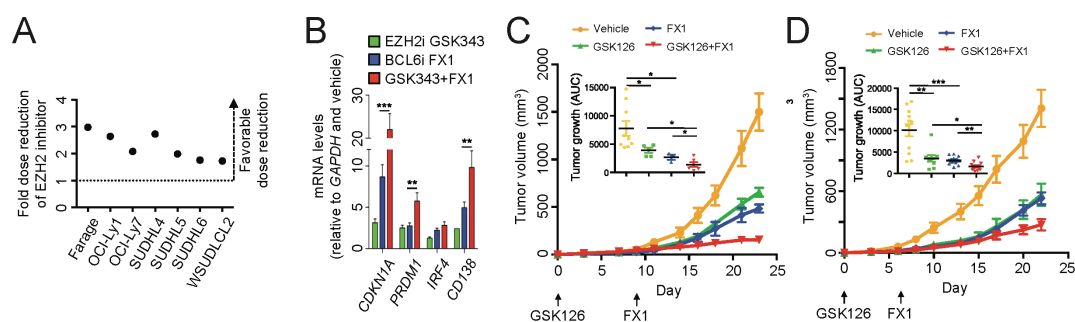 A
Fold dose reduction
of EZH2 inhibitor
4
3
2
1
0
Favorable
dose reduction
Farage
OCI-Ly1
OCI-Ly7
SUDHL4
SUDHL5
SUDHL6
WSUDLCL2
B
EZH2i GSK343
BCL6i FX1
GSK343+FX1
mRNA levels
(relative to GAPDH and vehicle)
30
20
10
5
0
***
**
**
CDKN1A
PRDM1
IRF4
CD138
C
Vehicle
FX1
GSK126
GSK126+FX1
Tumor volume (mm3)
2000
1500
1000
500
0
Tumor growth (AUC)
15000
10000
5000
0
*
*
*
*
0
5
10
15
20
25
Day
GSK126
FX1
D
Vehicle
FX1
GSK126
GSK126+FX1
3
Tumor volume (mm3)
1800
1500
1000
500
0
Tumor growth (AUC)
20000
15000
10000
5000
0
***
**
*
**
0
5
10
15
20
25
Day
GSK126
FX1